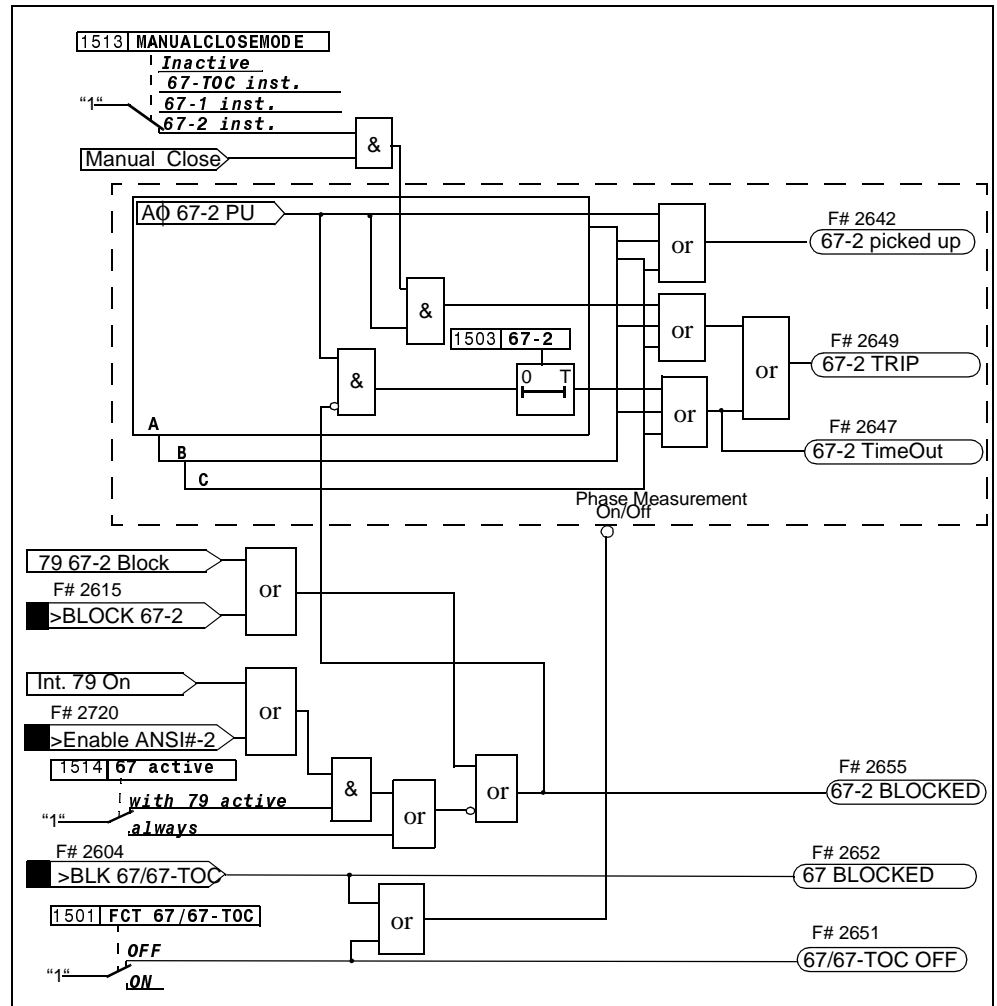 1513 MANUALCLOSEMODE
Inactive
67-TOC inst.
“1“
67-1 inst.
67-2 inst.
&
Manual Close
AΦ 67-2 PU
or
F# 2642
67-2 picked up
&
or
1503 67-2
F# 2649
67-2 TRIP
or
&
0 T
or
A
F# 2647
67-2 TimeOut
B
C
Phase Measurement
On/Off
79 67-2 Block
or
F# 2615
>BLOCK 67-2
Int. 79 On
or
F# 2720
>Enable ANSI#-2
1514 67 active
&
F# 2655
with 79 active
or
or
67-2 BLOCKED
“1“
always
F# 2604
>BLK 67/67-TOC
F# 2652
67 BLOCKED
1501 FCT 67/67-TOC
or
F# 2651
OFF
67/67-TOC OFF
“1“
ON